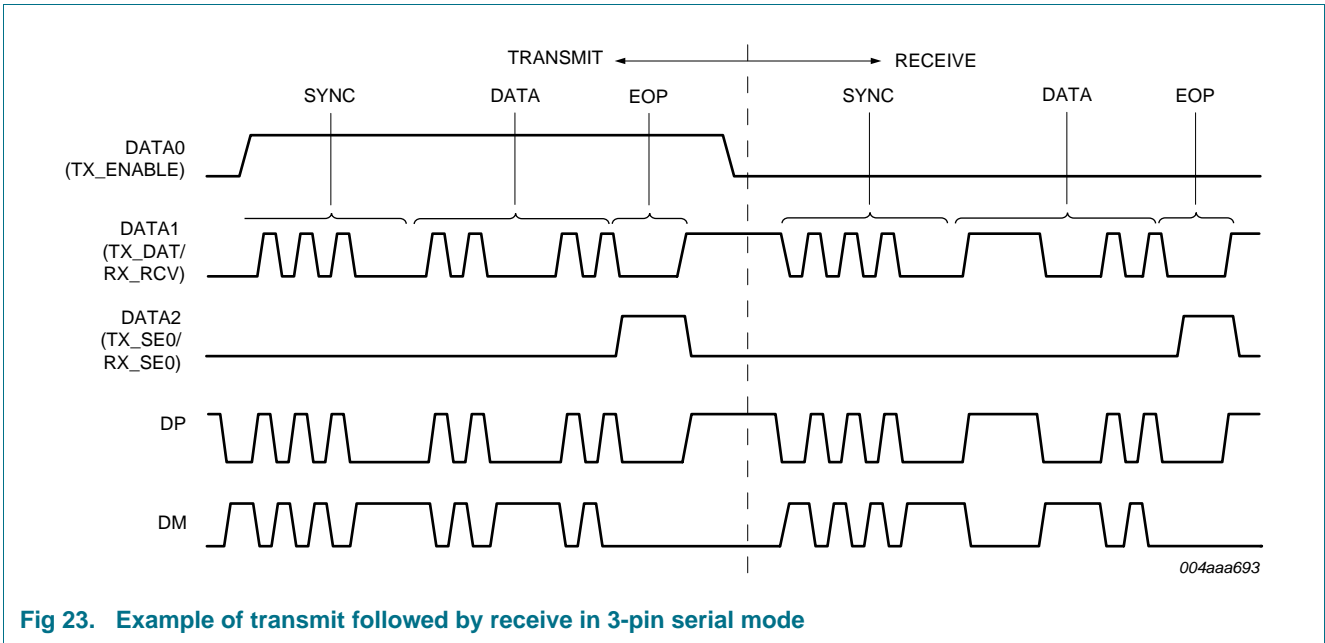 TRANSMIT RECEIVE
SYNC DATA EOP SYNC DATA EOP
DATA0
(TX_ENABLE)
DATA1
(TX_DAT/
RX_RCV)
DATA2
(TX_SE0/
RX_SE0)
DP
DM
004aaa693
Fig 23. Example of transmit followed by receive in 3-pin serial mode